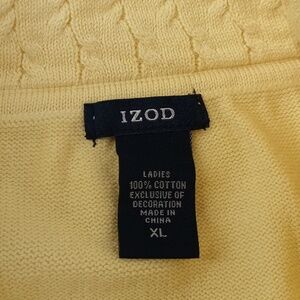 IZOD
LADIES
100% COTTON
EXCLUSIVE OF
DECORATION
MADE IN
CHINA
XL